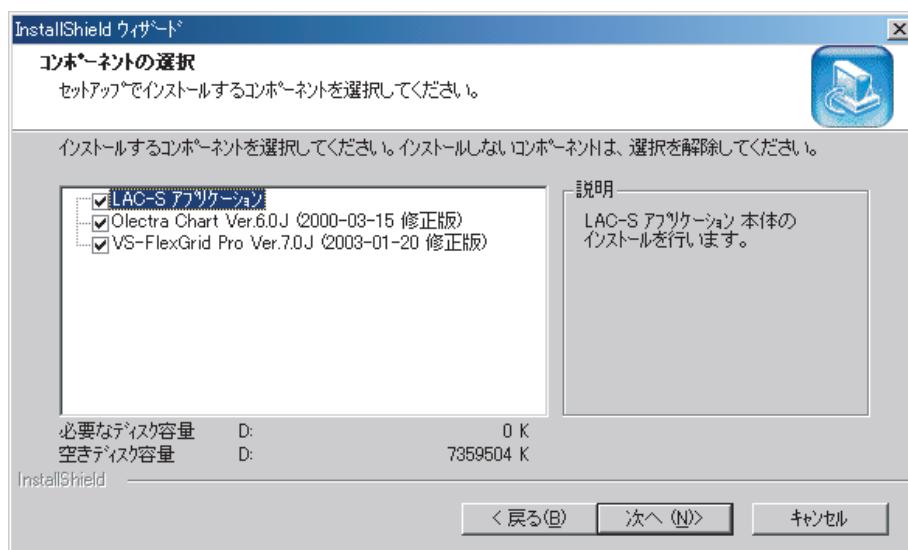 InstallShield ウィザード
コンポーネントの選択
セットアップでインストールするコンポーネントを選択してください。
インストールするコンポーネントを選択してください。インストールしないコンポーネントは、選択を解除してください。
LAC-S アプリケーション
Olectra Chart Ver.6.0J (2000-03-15 修正版)
VS-FlexGrid Pro Ver.7.0J (2003-01-20 修正版)
説明
LAC-S アプリケーション 本体の
インストールを行います。
必要なディスク容量 D: 0 K
空きディスク容量 D: 7359504 K
InstallShield
< 戻る(B) 次へ (N)> キャンセル